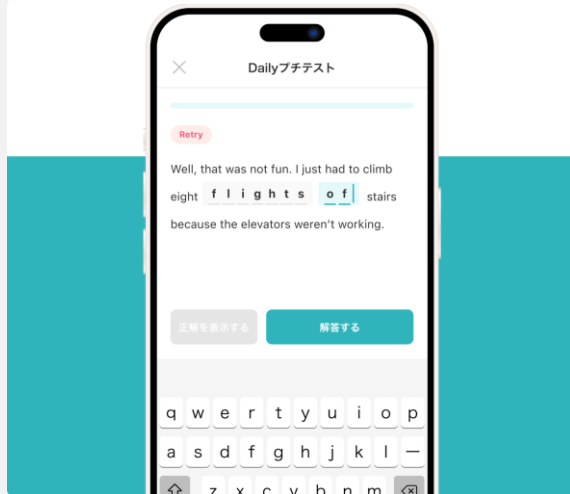 Dailyプチテスト
Retry
Well, that was not fun. I just had to climb
eight flights of stairs
because the elevators weren't working.
正解を表示する 解答する
q w e r t y u i o p
a s d f g h j k l ー
z x c v b n m